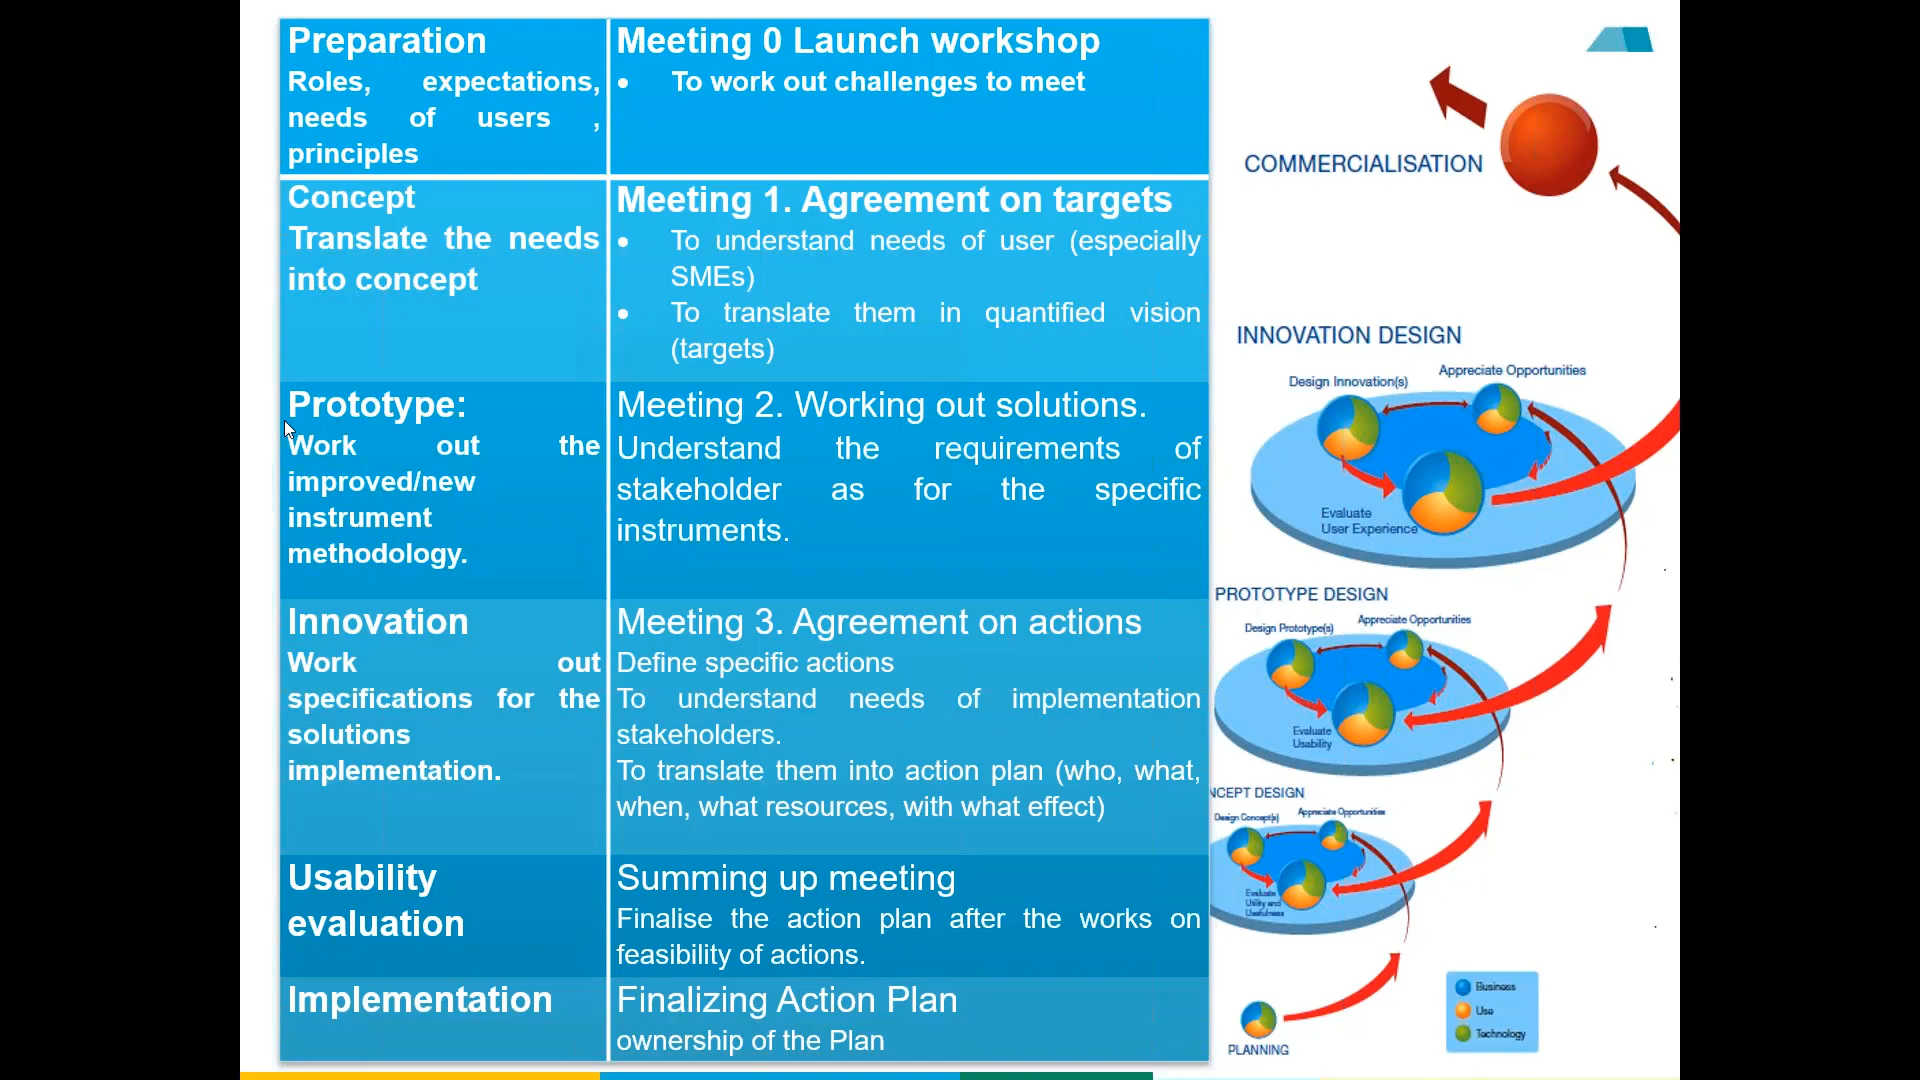 Preparation
Roles, expectations,
needs of users ,
principles
Meeting 0 Launch workshop
• To work out challenges to meet
Concept
Translate the needs
into concept
Meeting 1. Agreement on targets
• To understand needs of user (especially
SMEs)
• To translate them in quantified vision
(targets)
Prototype:
Work out the
improved/new
instrument
methodology.
Meeting 2. Working out solutions.
Understand the requirements of
stakeholder as for the specific
instruments.
Innovation
Work out
specifications for the
solutions
implementation.
Meeting 3. Agreement on actions
Define specific actions
To understand needs of implementation
stakeholders.
To translate them into action plan (who, what,
when, what resources, with what effect)
Usability
evaluation
Summing up meeting
Finalise the action plan after the works on
feasibility of actions.
Implementation
Finalizing Action Plan
ownership of the Plan
COMMERCIALISATION
INNOVATION DESIGN
Appreciate Opportunities
Design Innovation(s)
Evaluate
User Experience
PROTOTYPE DESIGN
Appreciate Opportunities
Design Prototype(s)
Evaluate
Usability
NCEPT DESIGN
Appreciate Opportunities
Design Concept(s)
Evaluate
Utility and
Usefulness
PLANNING
Business
Use
Technology